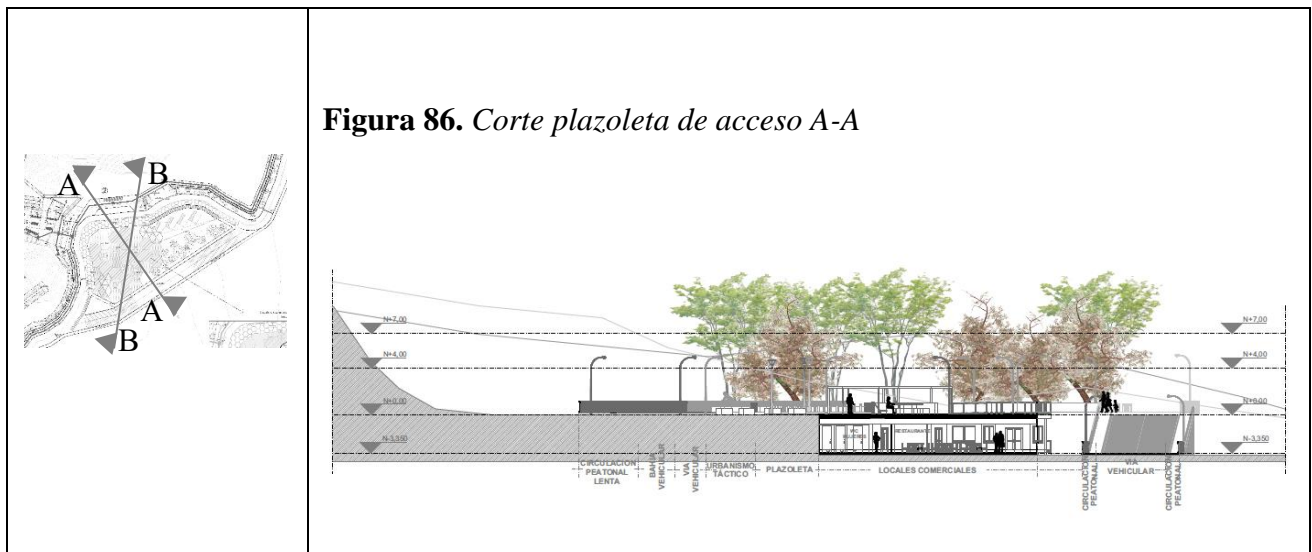 Figura 86. Corte plazoleta de acceso A-A
A
B
A
B
N+7,00
N+7,00
N+4,00
N+4,00
N+0,00
N+0,00
N-3,350
N-3,350
RESTAURANTE
CIRCULACION
PEATONAL
LENTA
BAHIA
VEHICULAR
VIA
VEHICULAR
URBANISMO
TÁCTICO
PLAZOLETA
LOCALES COMERCIALES
CIRCULACION
PEATONAL
VIA
VEHICULAR
CIRCULACION
PEATONAL